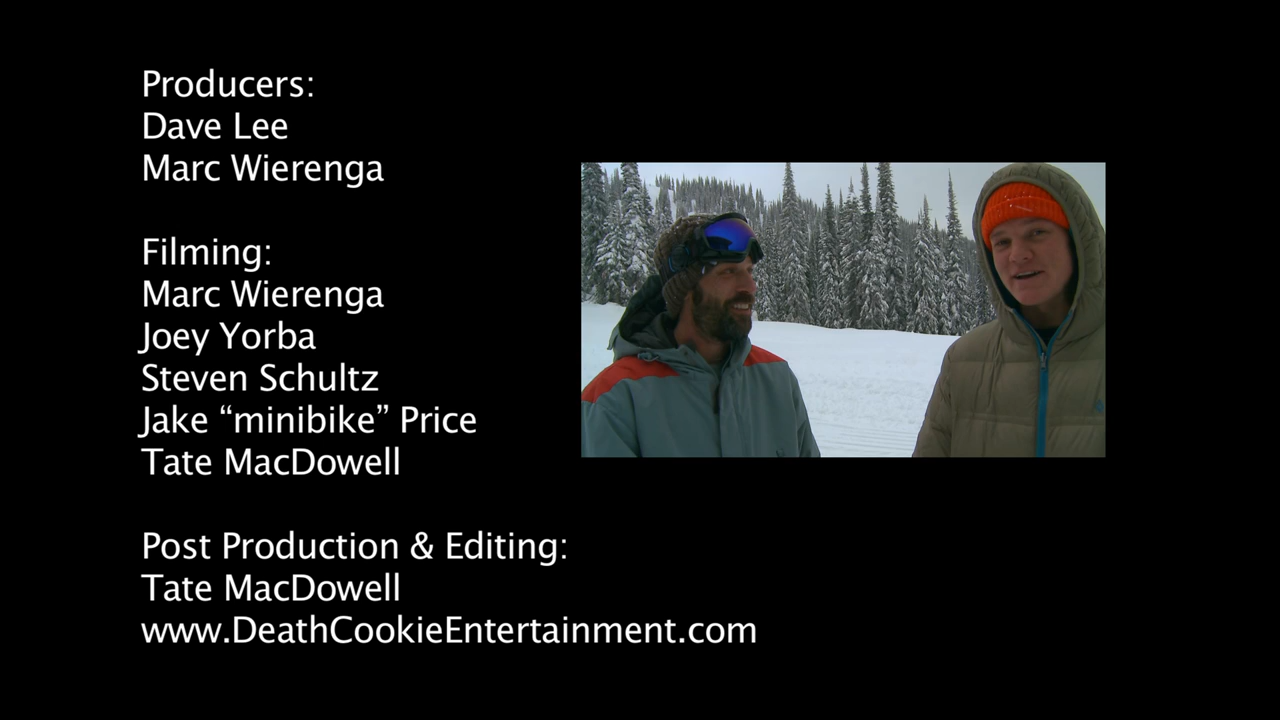 Producers:
Dave Lee
Marc Wierenga
Filming:
Marc Wierenga
Joey Yorba
Steven Schultz
Jake “minibike” Price
Tate MacDowell
Post Production & Editing:
Tate MacDowell
www.DeathCookieEntertainment.com